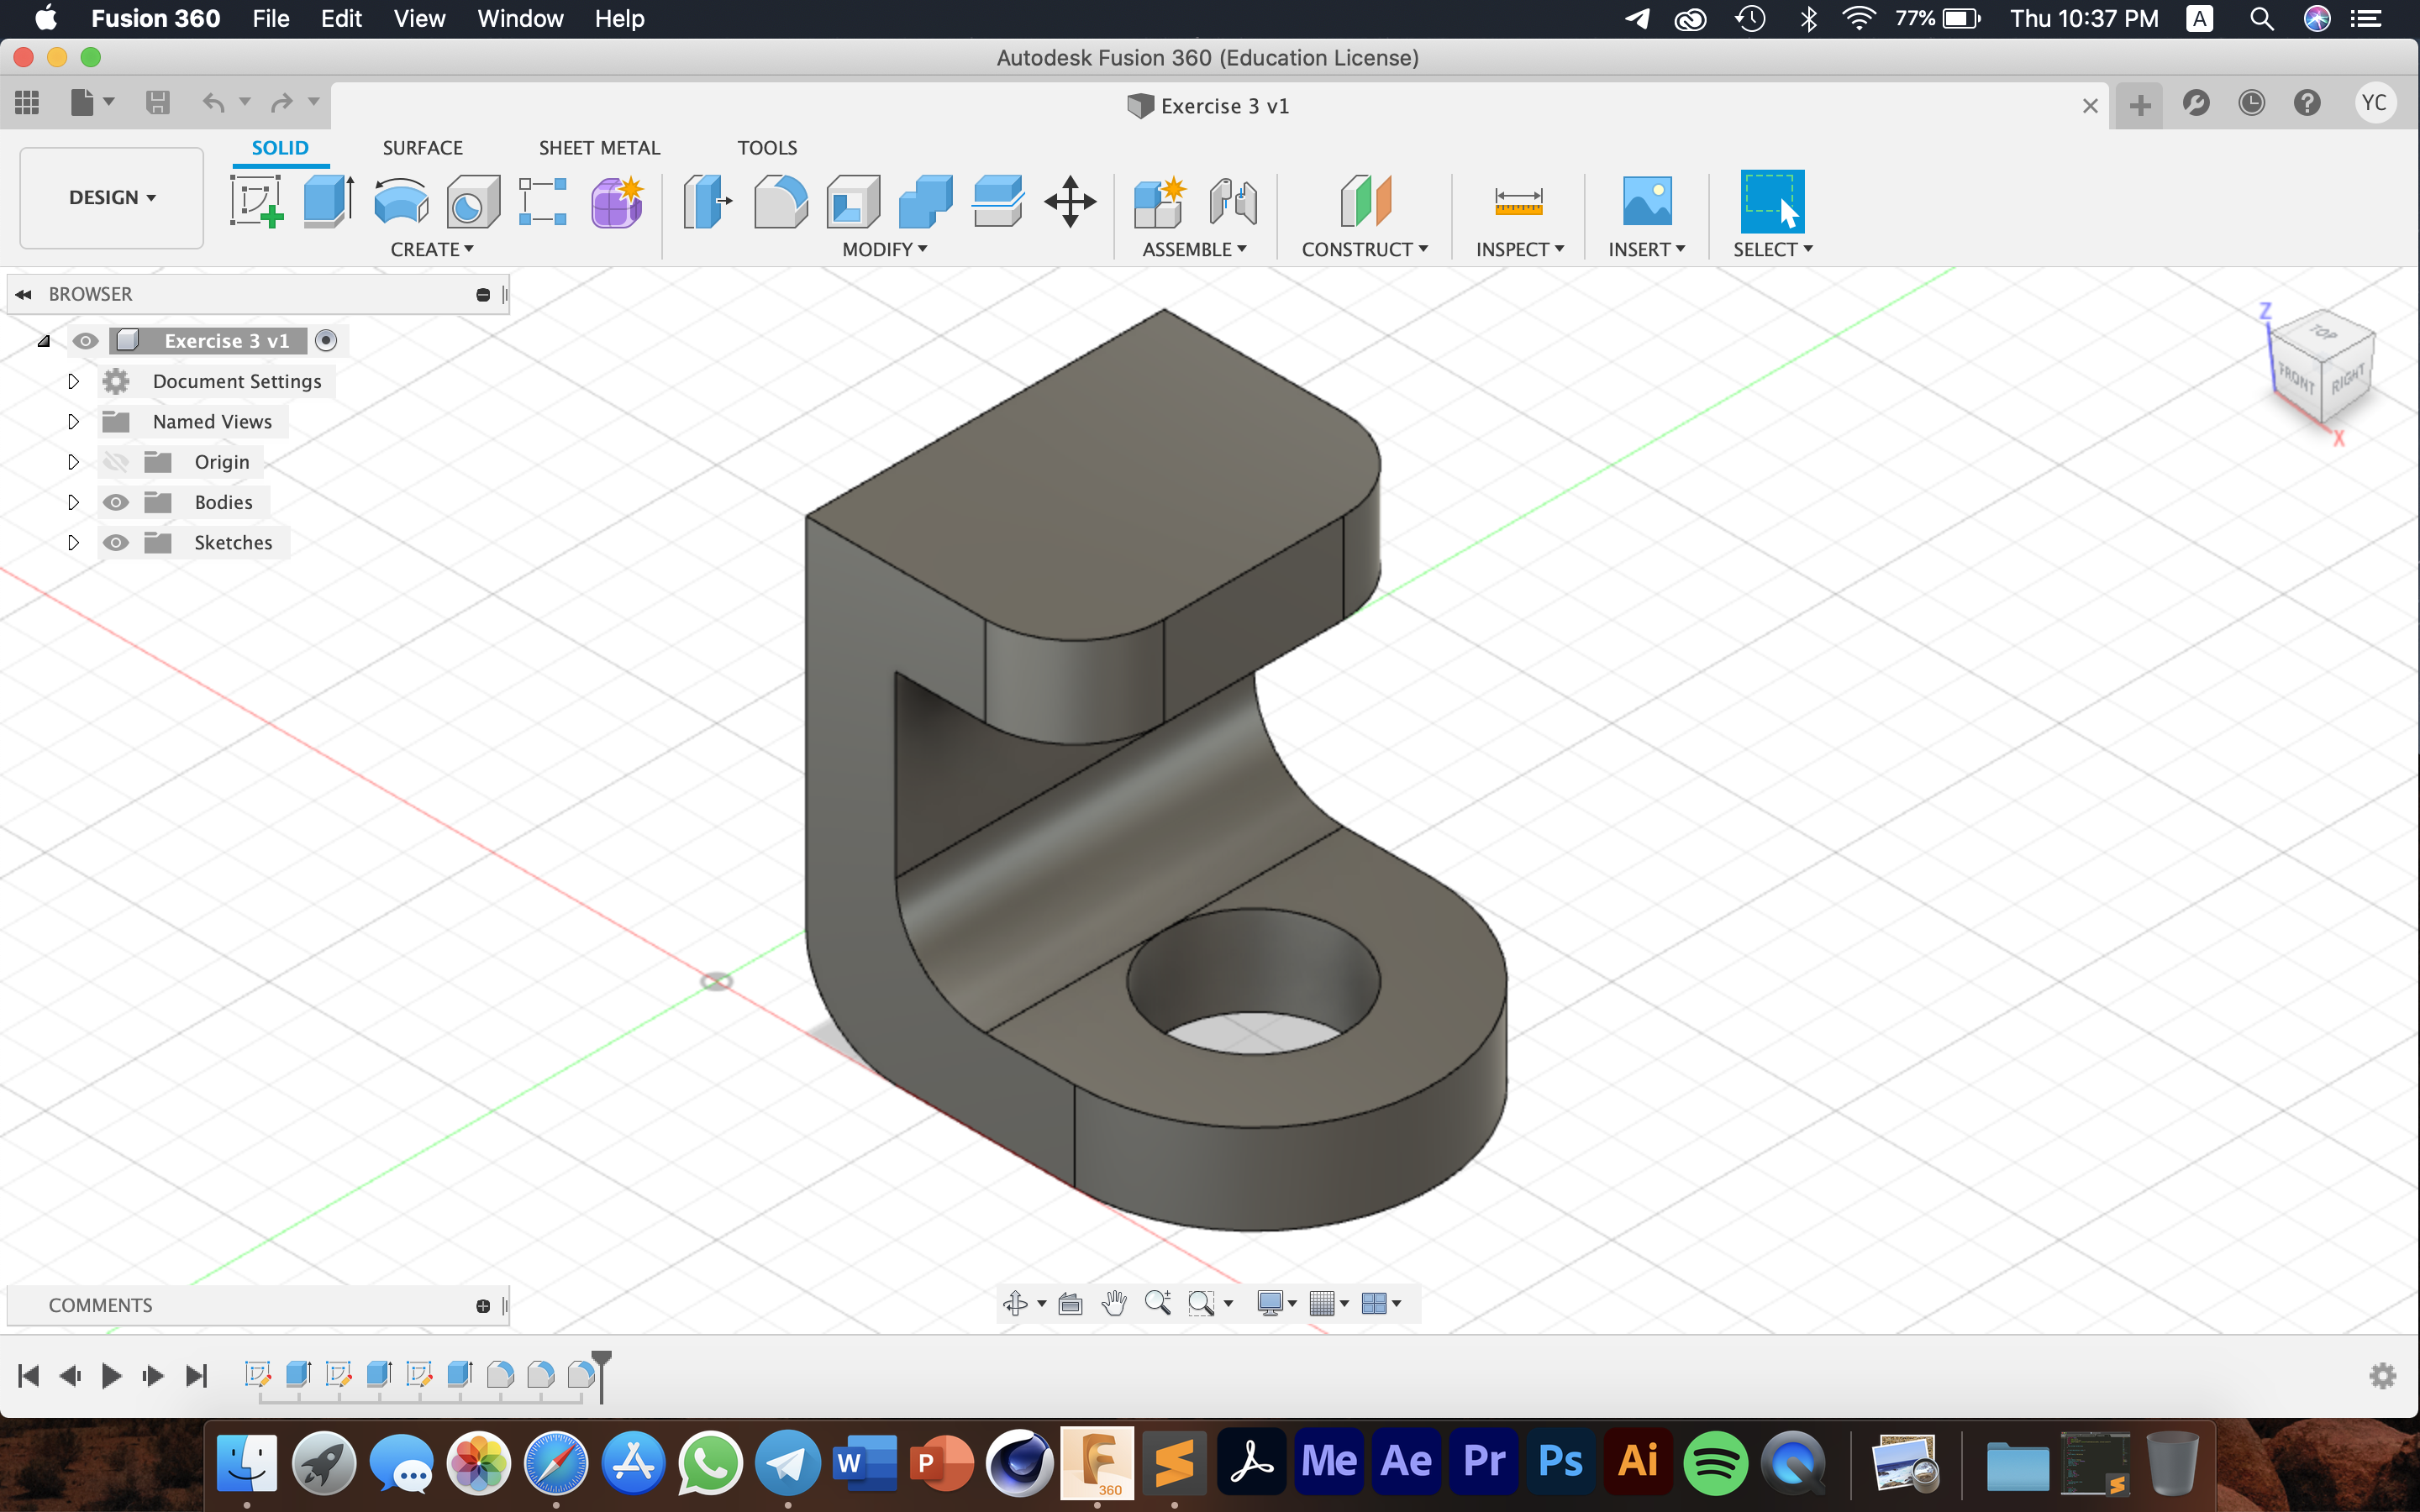 Fusion 360 File Edit View Window Help 77% Thu 10:37 PM A
Autodesk Fusion 360 (Education License)
Exercise 3 v1 YC
SOLID SURFACE SHEET METAL TOOLS
DESIGN
CREATE MODIFY ASSEMBLE CONSTRUCT INSPECT INSERT SELECT
BROWSER
Exercise 3 v1
Document Settings
Named Views
Origin
Bodies
Sketches
Z
TOP
FRONT RIGHT
X
COMMENTS
W P F 360 Me Ae Pr Ps Ai